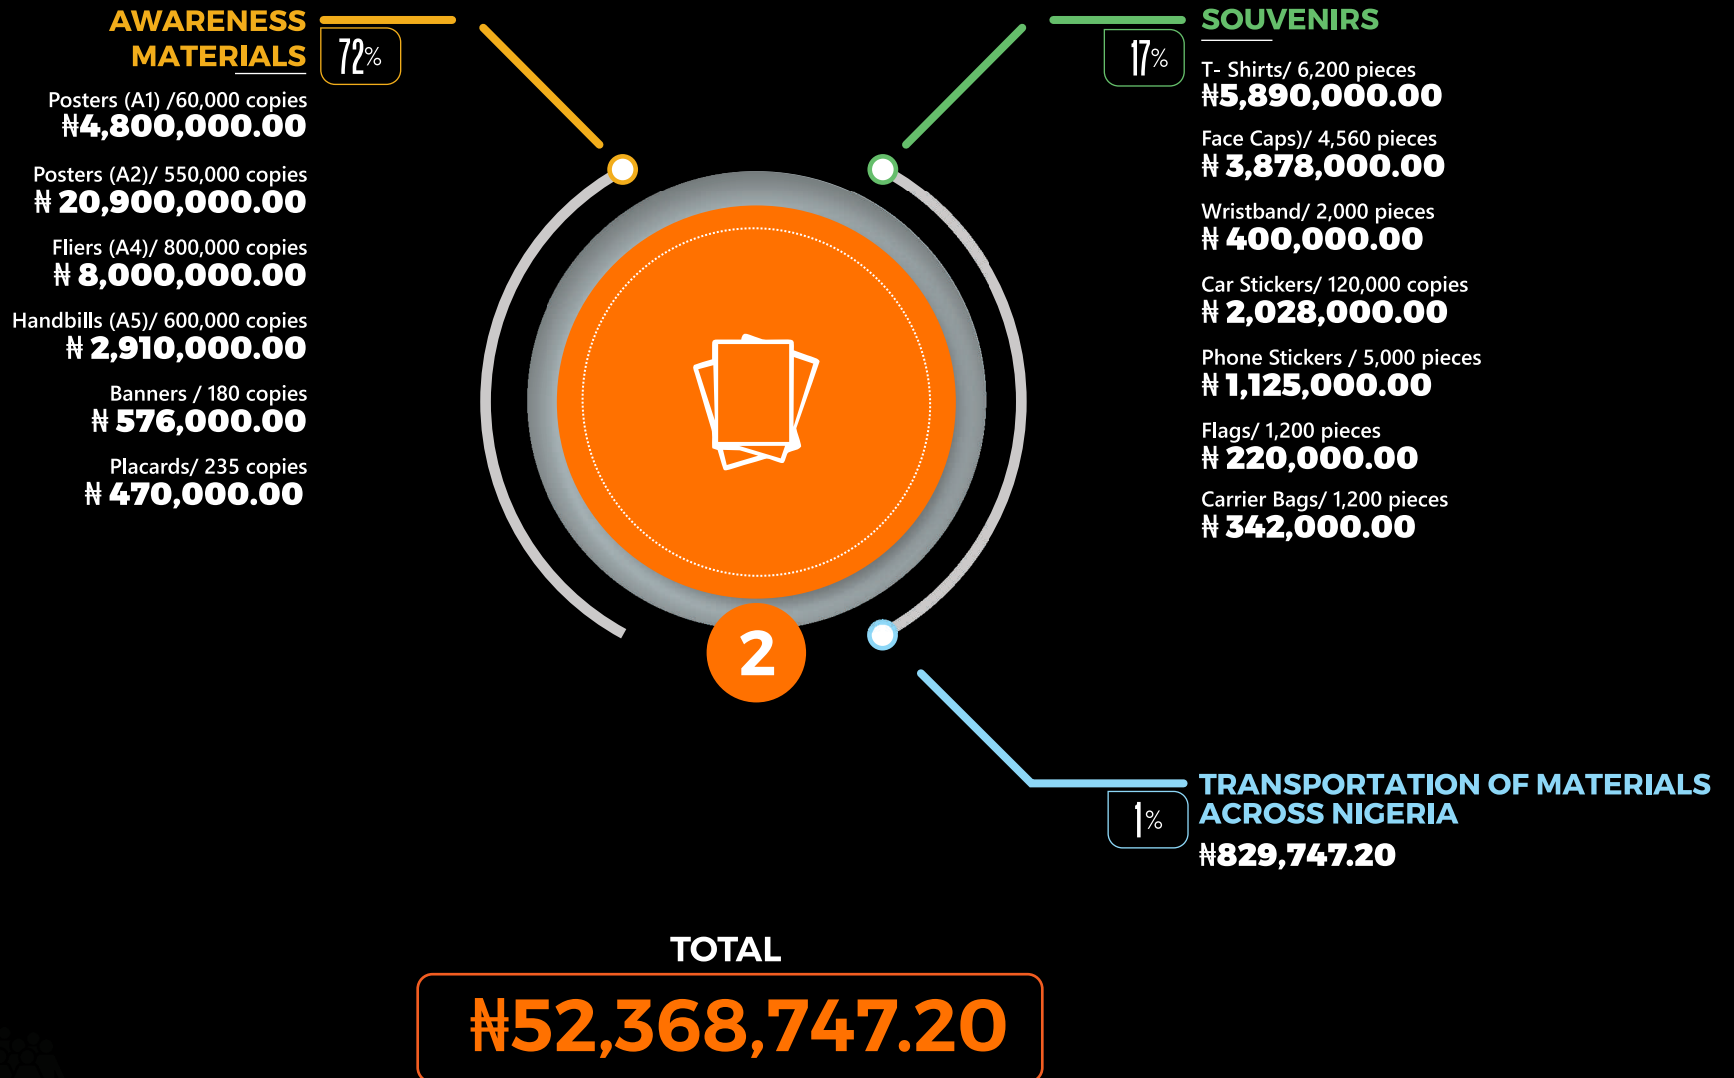 AWARENESS
MATERIALS
72%
Posters (A1) /60,000 copies
₦4,800,000.00
Posters (A2)/ 550,000 copies
₦ 20,900,000.00
Fliers (A4)/ 800,000 copies
₦ 8,000,000.00
Handbills (A5)/ 600,000 copies
₦ 2,910,000.00
Banners / 180 copies
₦ 576,000.00
Placards/ 235 copies
₦ 470,000.00
SOUVENIRS
17%
T- Shirts/ 6,200 pieces
₦5,890,000.00
Face Caps)/ 4,560 pieces
₦ 3,878,000.00
Wristband/ 2,000 pieces
₦ 400,000.00
Car Stickers/ 120,000 copies
₦ 2,028,000.00
Phone Stickers / 5,000 pieces
₦ 1,125,000.00
Flags/ 1,200 pieces
₦ 220,000.00
Carrier Bags/ 1,200 pieces
₦ 342,000.00
2
TRANSPORTATION OF MATERIALS
ACROSS NIGERIA
1%
₦829,747.20
TOTAL
₦52,368,747.20